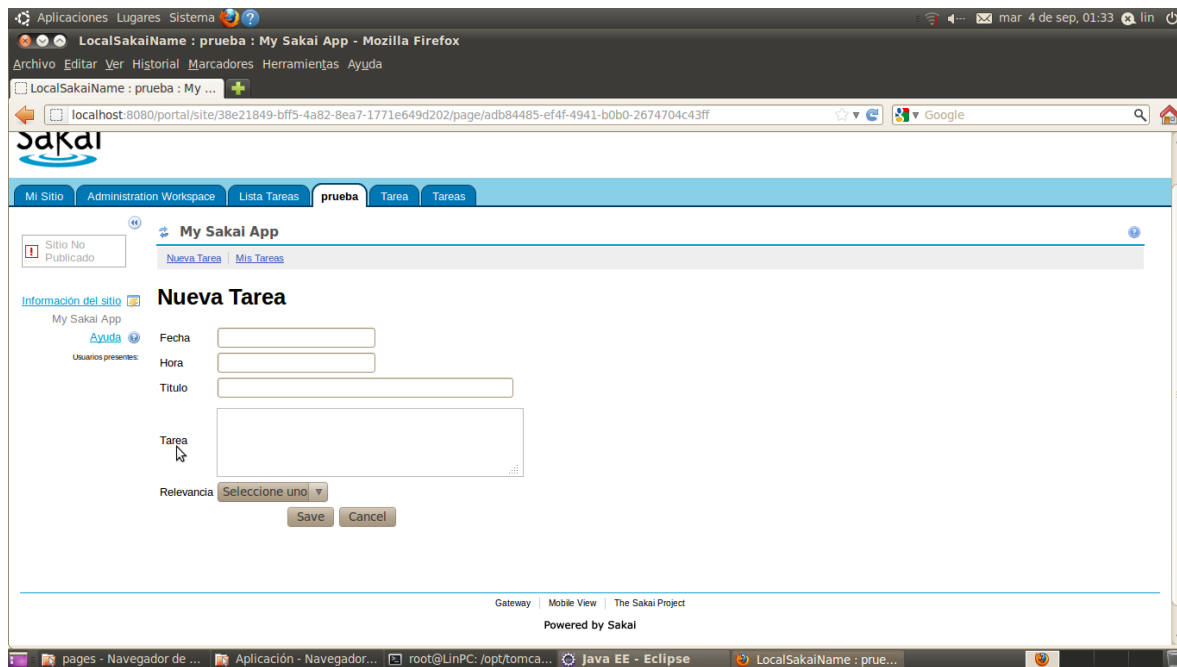 Aplicaciones Lugares Sistema mar 4 de sep, 01:33 lin
LocalSakaiName : prueba : My Sakai App - Mozilla Firefox
Archivo Editar Ver Historial Marcadores Herramientas Ayuda
LocalSakaiName : prueba : My ...
localhost:8080/portal/site/38e21849-bff5-4a82-8ea7-1771e649d202/page/adb84485-ef4f-4941-b0b0-2674704c43ff Google
Sakai
Mi Sitio Administration Workspace Lista Tareas prueba Tarea Tareas
My Sakai App
Sitio No
Publicado
Nueva Tarea Mis Tareas
Información del sitio
My Sakai App
Ayuda
Usuarios presentes:
Nueva Tarea
Fecha
Hora
Titulo
Tarea
Relevancia Seleccione uno
Save Cancel
Gateway Mobile View The Sakai Project
Powered by Sakai
pages - Navegador de ... Aplicación - Navegador... root@LinPC: /opt/tomca... Java EE - Eclipse LocalSakaiName : prue...